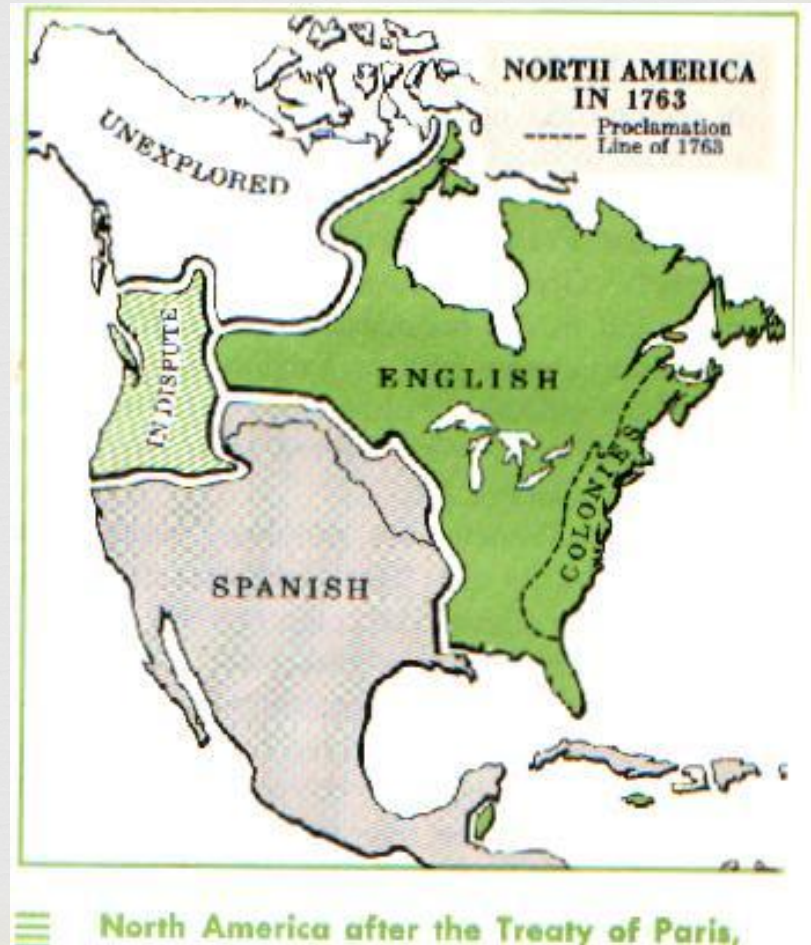 NORTH AMERICA
IN 1763
Proclamation
Line of 1763
UNEXPLORED
IN DISPUTE
ENGLISH
COLONIES
SPANISH
North America after the Treaty of Paris,